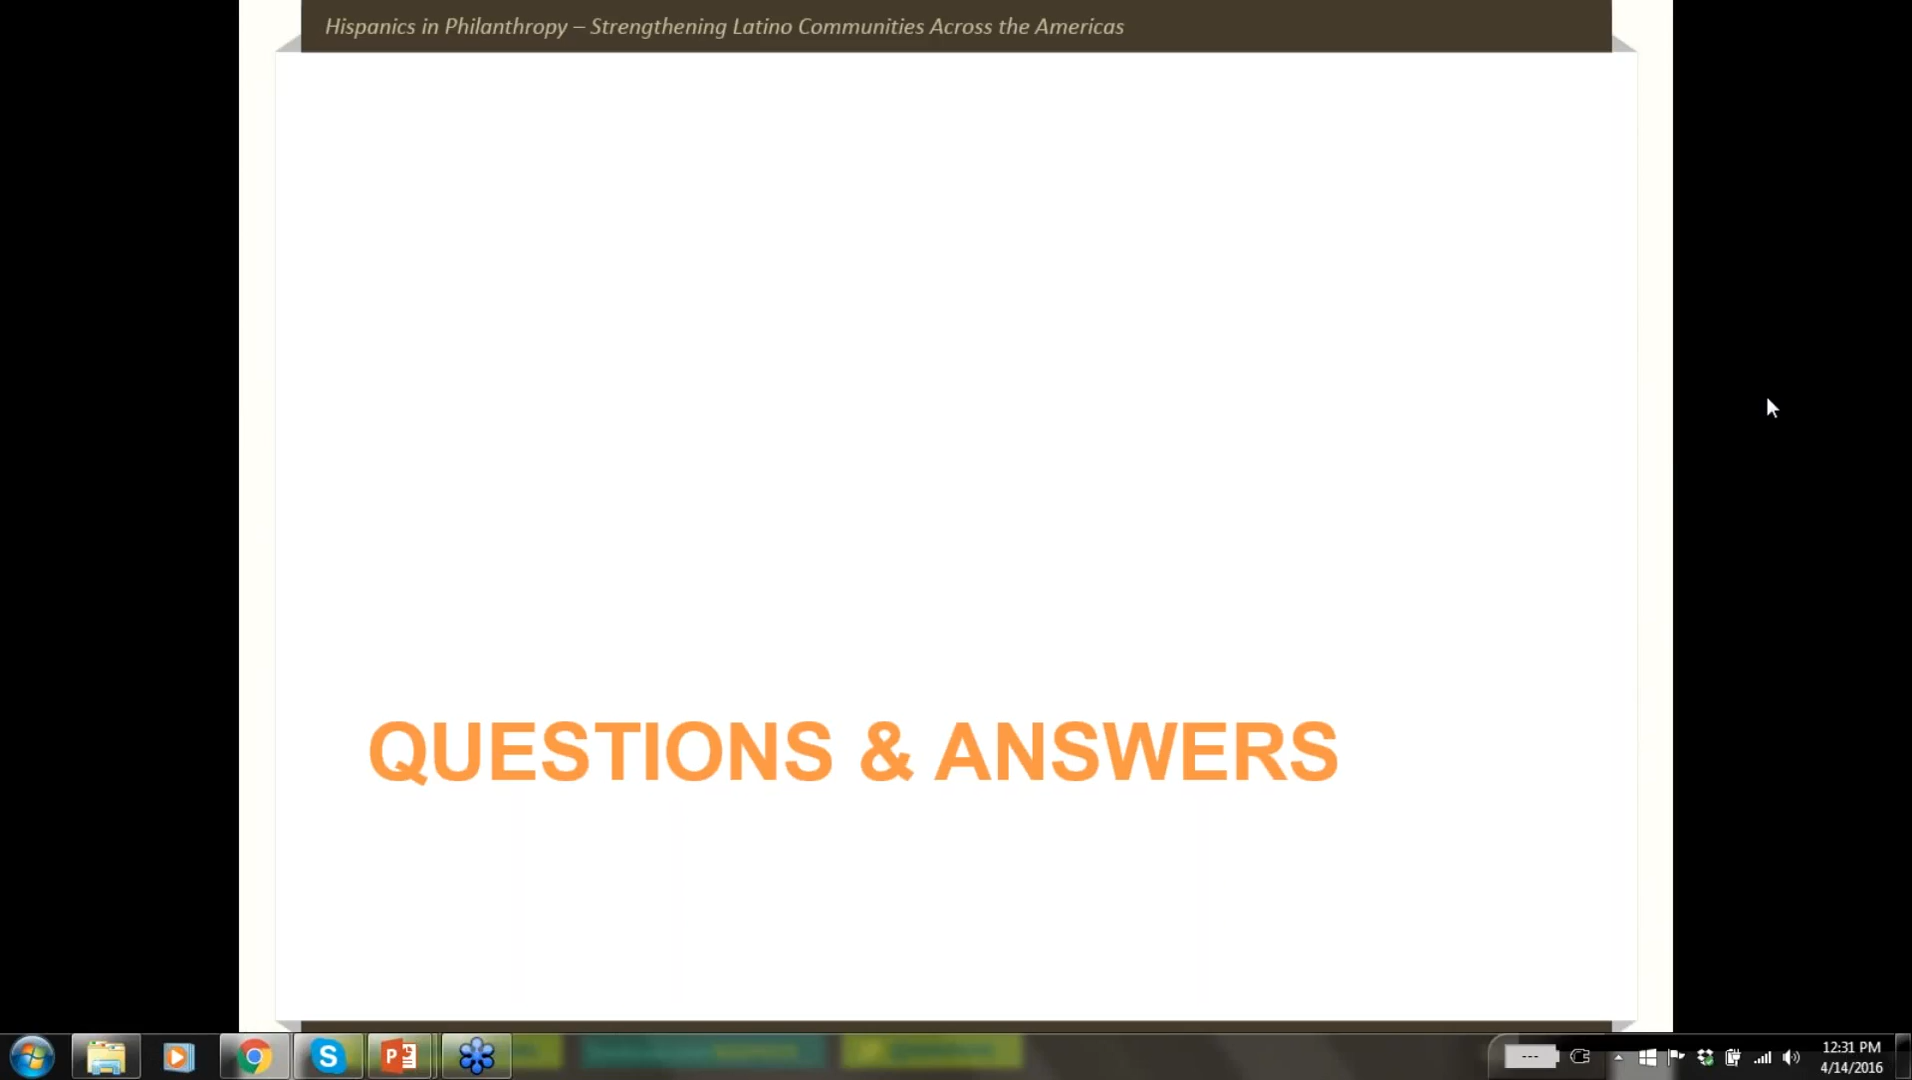 Hispanics in Philanthropy – Strengthening Latino Communities Across the Americas
QUESTIONS & ANSWERS
---
12:31 PM
4/14/2016